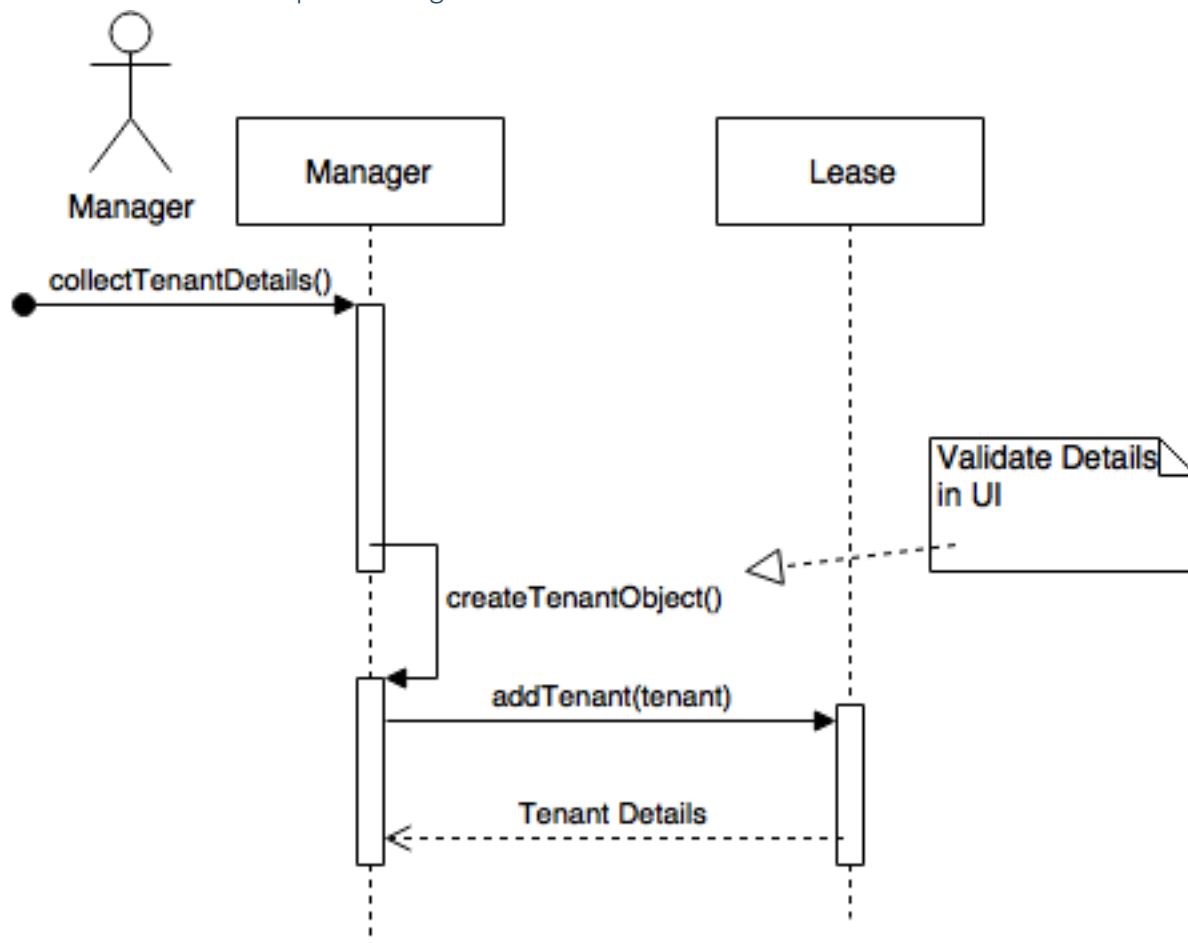 Manager
Manager
Lease
collectTenantDetails()
Validate Details
in UI
createTenantObject()
addTenant(tenant)
Tenant Details